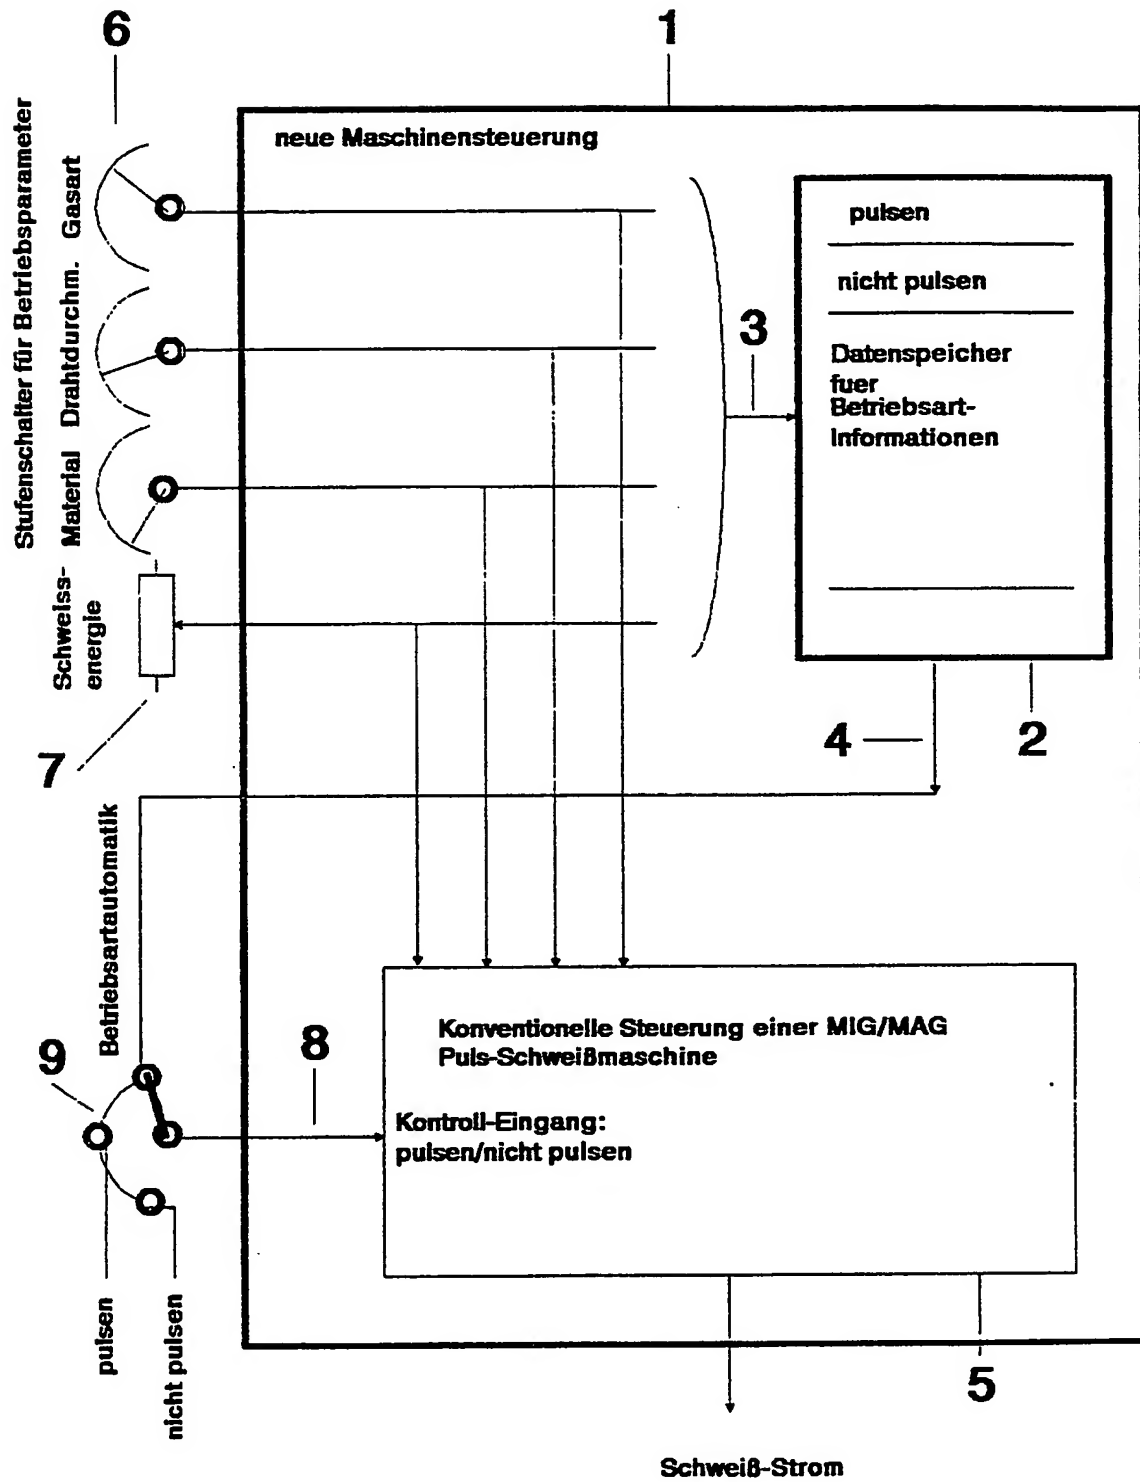 6
1
neue Maschinensteuerung
Stufenschalter für Betriebsparameter
Gasart
Drahtdurchm.
Material
Schweiss-
energie
7
pulsen
nicht pulsen
Datenspeicher
fuer
Betriebsart-
Informationen
3
4
2
Betriebsartautomatik
9
8
Konventionelle Steuerung einer MIG/MAG
Puls-Schweißmaschine
Kontroll-Eingang:
pulsen/nicht pulsen
pulsen
nicht pulsen
5
Schweiß-Strom